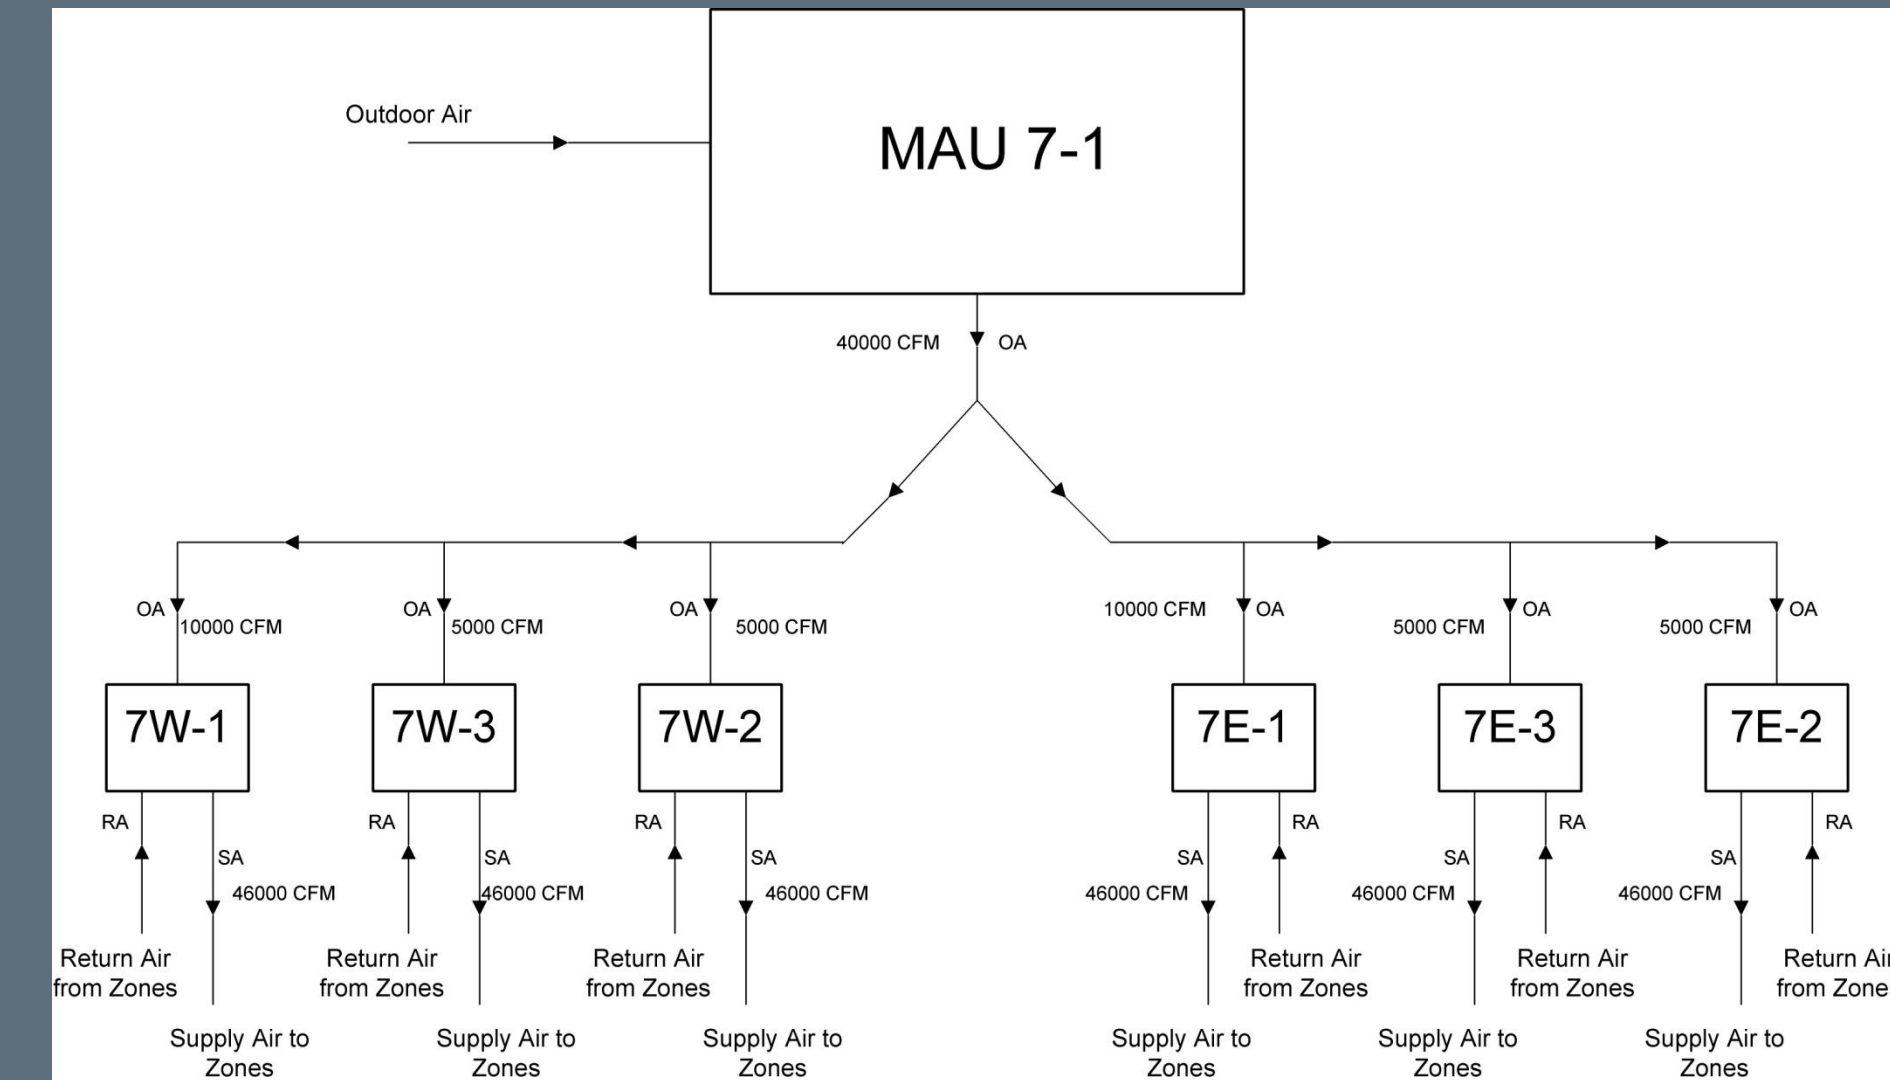 Outdoor Air
MAU 7-1
40000 CFM OA
OA OA OA 10000 CFM OA OA OA
10000 CFM 5000 CFM 5000 CFM 5000 CFM 5000 CFM
7W-1 7W-3 7W-2 7E-1 7E-3 7E-2
RA RA RA RA RA RA
SA SA SA SA SA SA
46000 CFM 46000 CFM 46000 CFM 46000 CFM 46000 CFM 46000 CFM
Return Air Return Air Return Air Return Air Return Air Return Air
from Zones from Zones from Zones from Zones from Zones from Zone
Supply Air to Supply Air to Supply Air to Supply Air to Supply Air to Supply Air to
Zones Zones Zones Zones Zones Zones